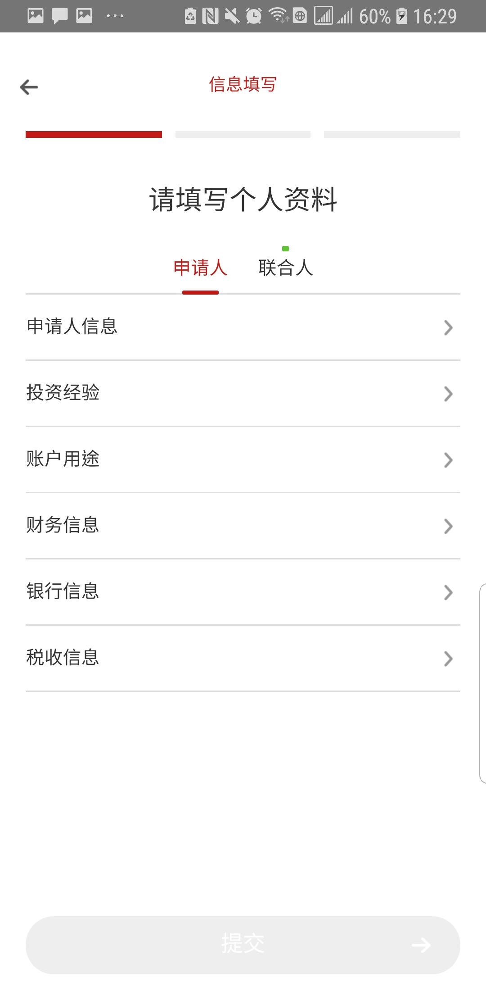 60% 16:29
信息填写
请填写个人资料
申请人 联合人
申请人信息
投资经验
账户用途
财务信息
银行信息
税收信息
提交